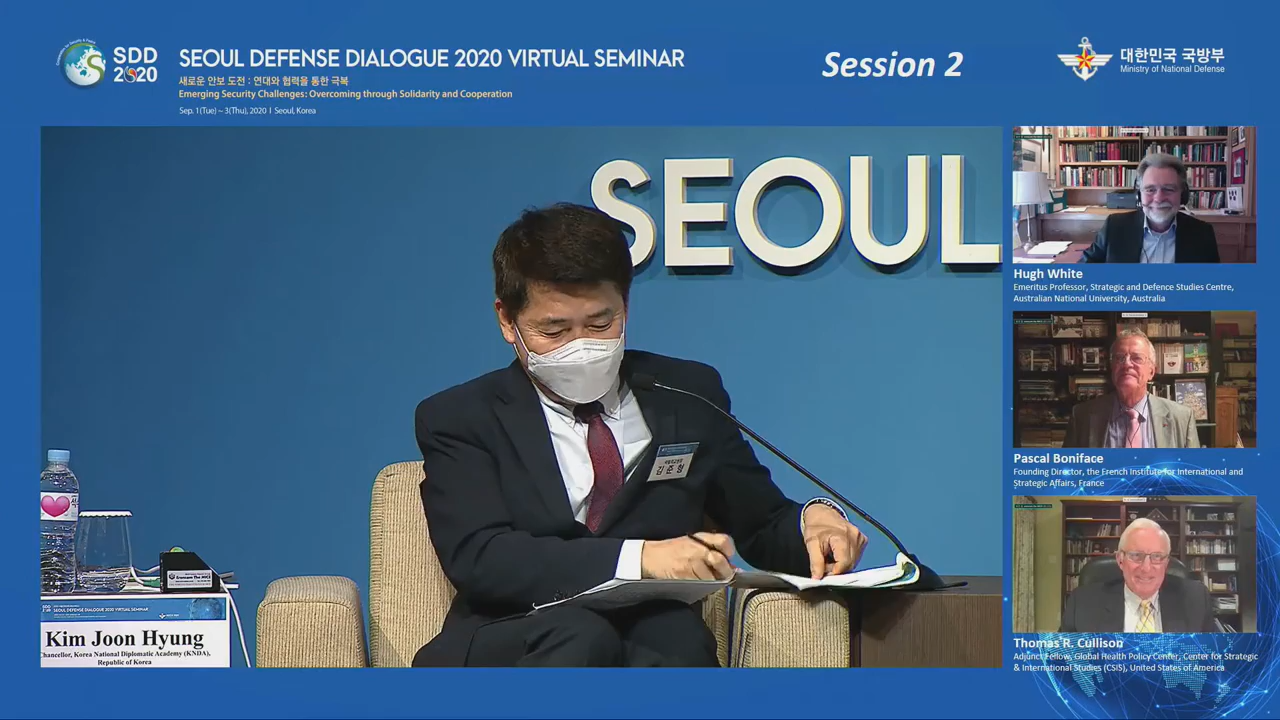 SDD
2020
SEOUL DEFENSE DIALOGUE 2020 VIRTUAL SEMINAR
새로운 안보 도전 : 연대와 협력을 통한 극복
Emerging Security Challenges: Overcoming through Solidarity and Cooperation
Sep. 1(Tue) ~ 3(Thu), 2020 I Seoul, Korea
Session 2
대한민국 국방부
Ministry of National Defense
SEOUL
김준형
SEOUL DEFENSE DIALOGUE 2020 VIRTUAL SEMINAR
Kim Joon Hyung
Chancellor, Korea National Diplomatic Academy (KNDA),
Republic of Korea
Hugh White
Emeritus Professor, Strategic and Defence Studies Centre,
Australian National University, Australia
Pascal Boniface
Founding Director, the French Institute for International and
Strategic Affairs, France
Thomas R. Cullison
Adjunct Fellow, Global Health Policy Center, Center for Strategic
& International Studies (CSIS), United States of America